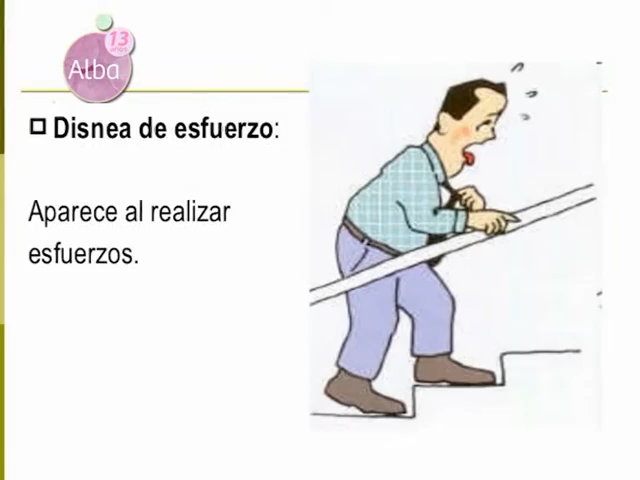 13
Alba
Disnea de esfuerzo:
Aparece al realizar
esfuerzos.